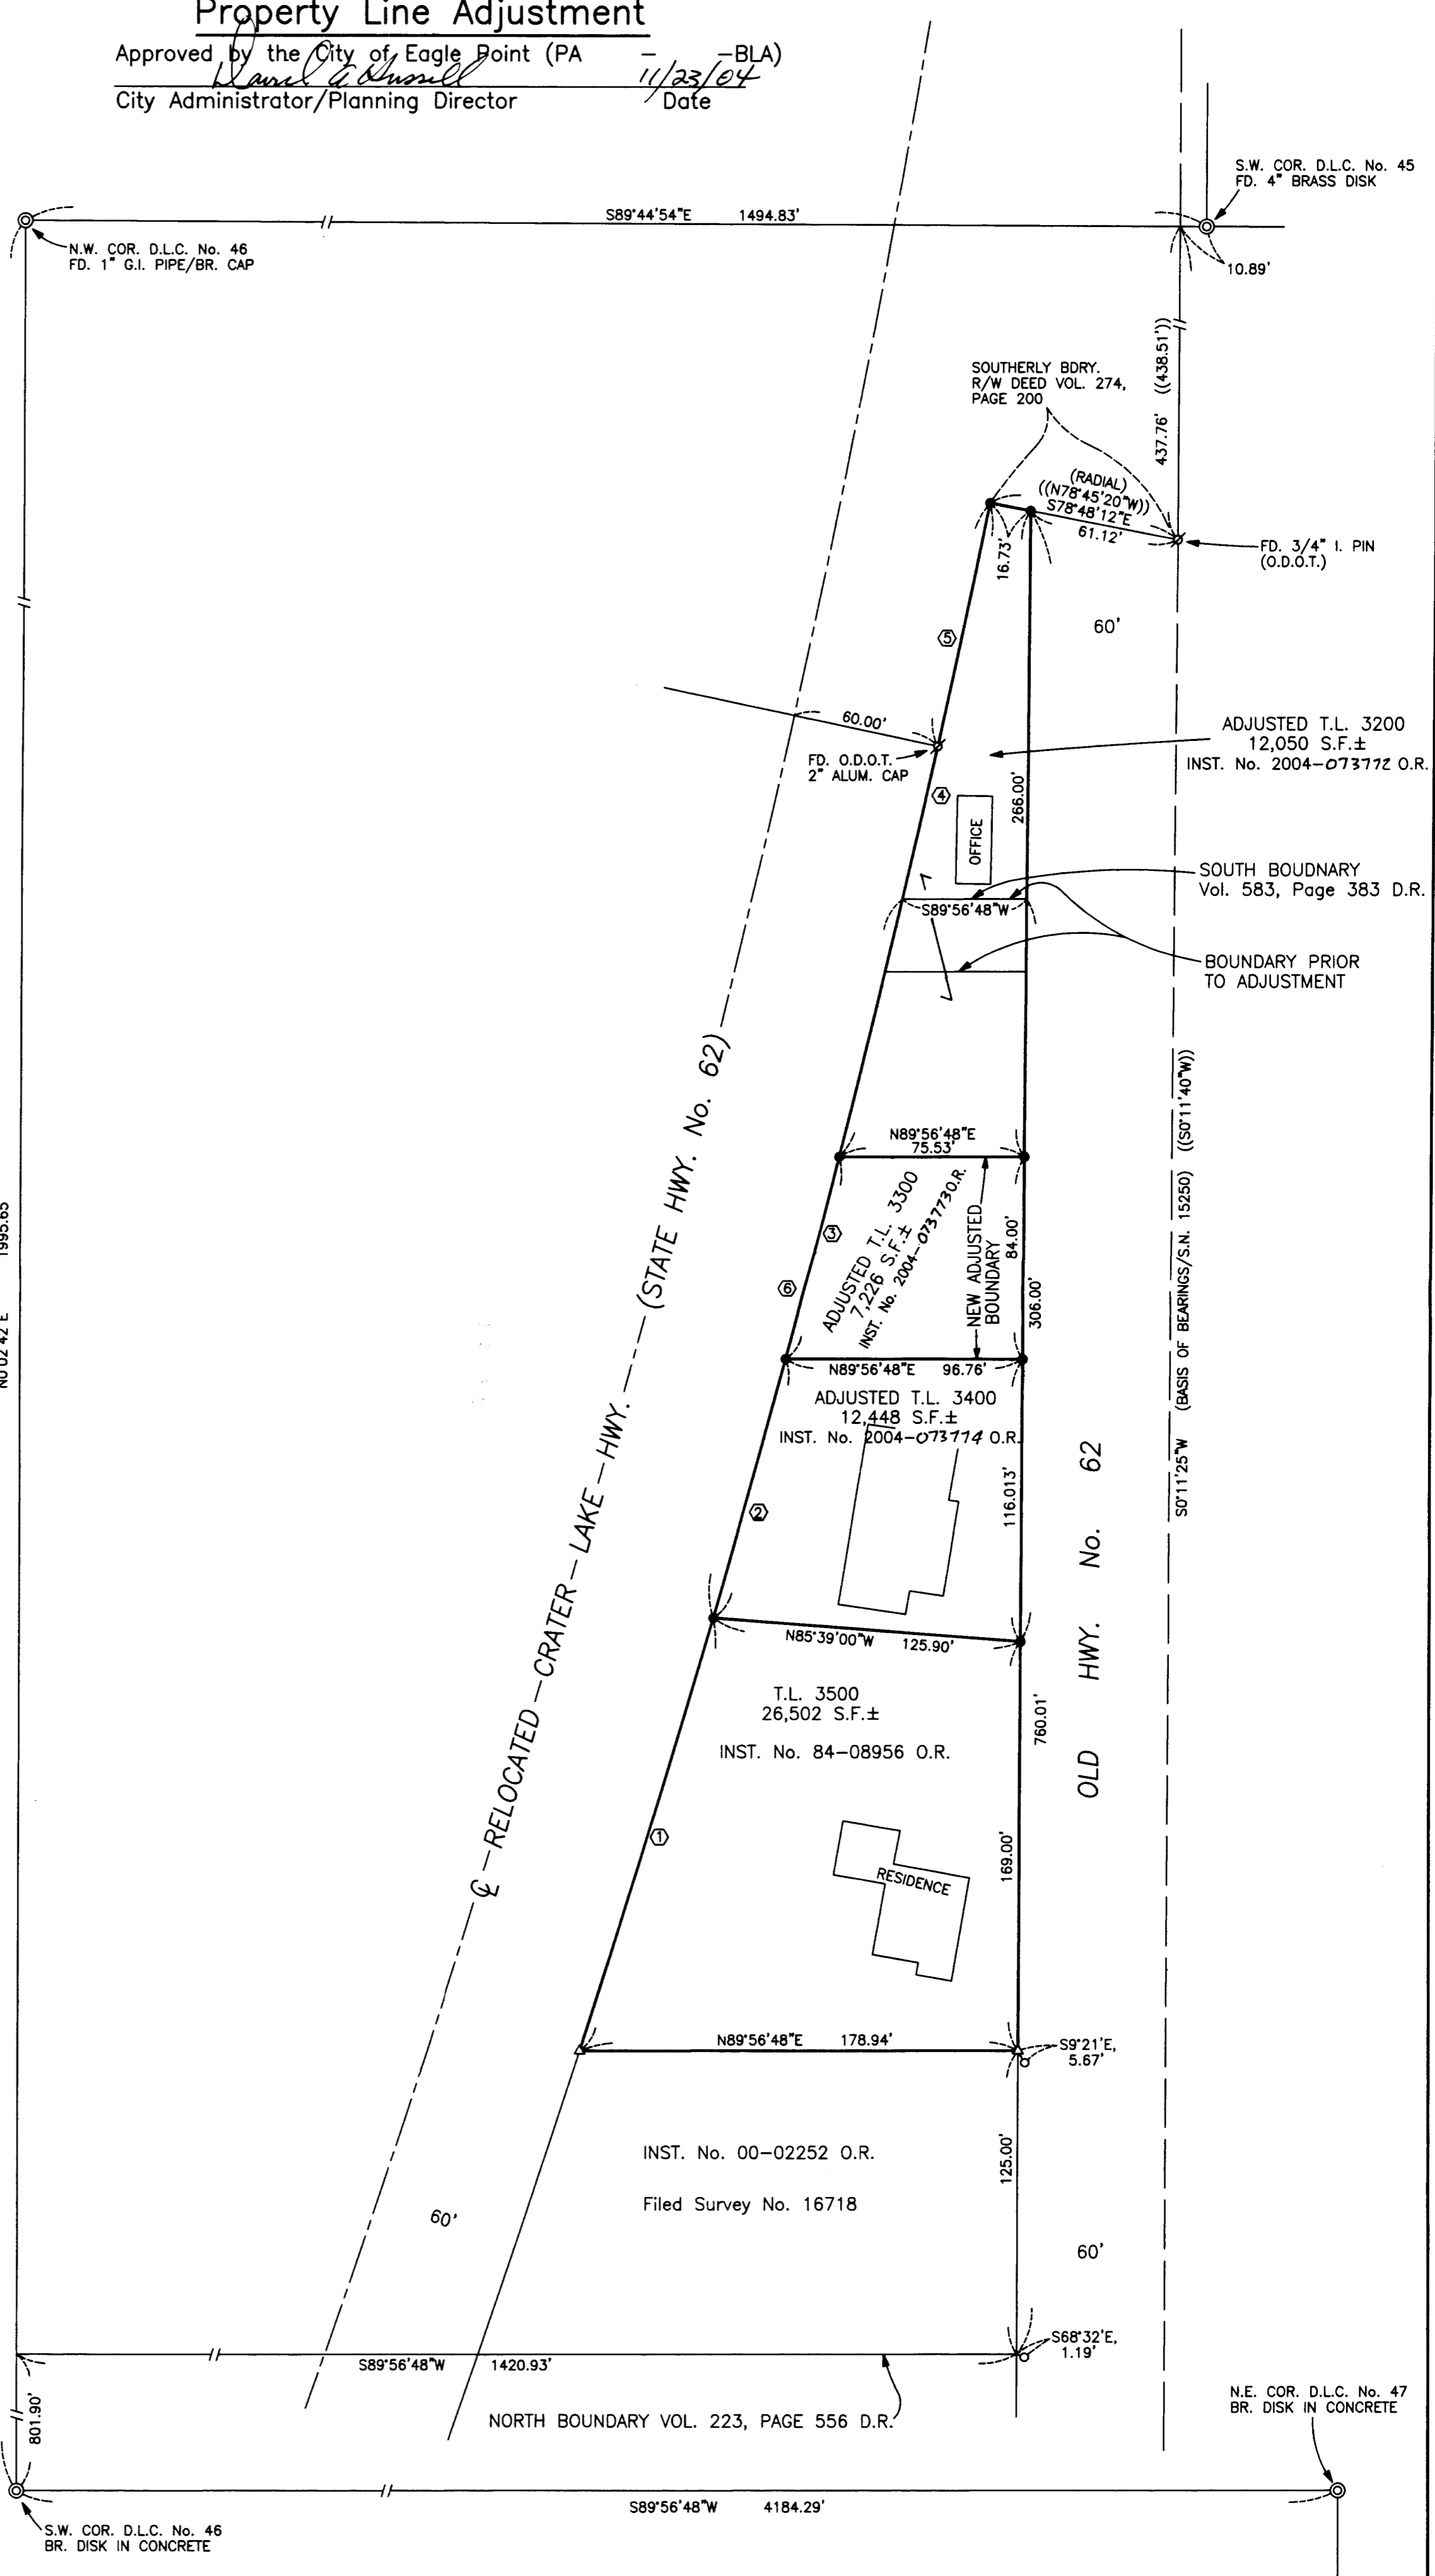 Property Line Adjustment
Approved by the City of Eagle Point (PA – –BLA)
11/23/04
City Administrator/Planning Director Date
S.W. COR. D.L.C. No. 45
FD. 4" BRASS DISK
S89°44'54"E 1494.83'
N.W. COR. D.L.C. No. 46
FD. 1" G.I. PIPE/BR. CAP
10.89'
437.76' ((438.51'))
SOUTHERLY BDRY.
R/W DEED VOL. 274,
PAGE 200
(RADIAL)
((N78°45'20"W))
S78°48'12"E
61.12'
16.73'
FD. 3/4" I. PIN
(O.D.O.T.)
60'
5
60.00'
FD. O.D.O.T.
2" ALUM. CAP
ADJUSTED T.L. 3200
12,050 S.F.±
INST. No. 2004-073772 O.R.
4
266.00'
OFFICE
SOUTH BOUDNARY
Vol. 583, Page 383 D.R.
S89°56'48"W
BOUNDARY PRIOR
TO ADJUSTMENT
(STATE HWY. No. 62)
S0°11'25"W (BASIS OF BEARINGS/S.N. 15250) ((S0°11'40"W))
N89°56'48"E
75.53'
3
ADJUSTED T.L. 3300
7,226 S.F.±
INST. No. 2004-073773 O.R.
NEW ADJUSTED
BOUNDARY
84.00'
306.00'
6
N0°02'42"E 1995.65
N89°56'48"E 96.76'
ADJUSTED T.L. 3400
12,448 S.F.±
INST. No. 2004-073774 O.R.
2
116.013'
OLD HWY. No. 62
N85°39'00"W 125.90'
T.L. 3500
26,502 S.F.±
INST. No. 84-08956 O.R.
760.01'
℄ RELOCATED CRATER LAKE HWY.
1
RESIDENCE
169.00'
N89°56'48"E 178.94'
S9°21'E,
5.67'
INST. No. 00-02252 O.R.
Filed Survey No. 16718
125.00'
60'
60'
S68°32'E,
1.19'
S89°56'48"W 1420.93'
NORTH BOUNDARY VOL. 223, PAGE 556 D.R.
801.90'
N.E. COR. D.L.C. No. 47
BR. DISK IN CONCRETE
S89°56'48"W 4184.29'
S.W. COR. D.L.C. No. 46
BR. DISK IN CONCRETE